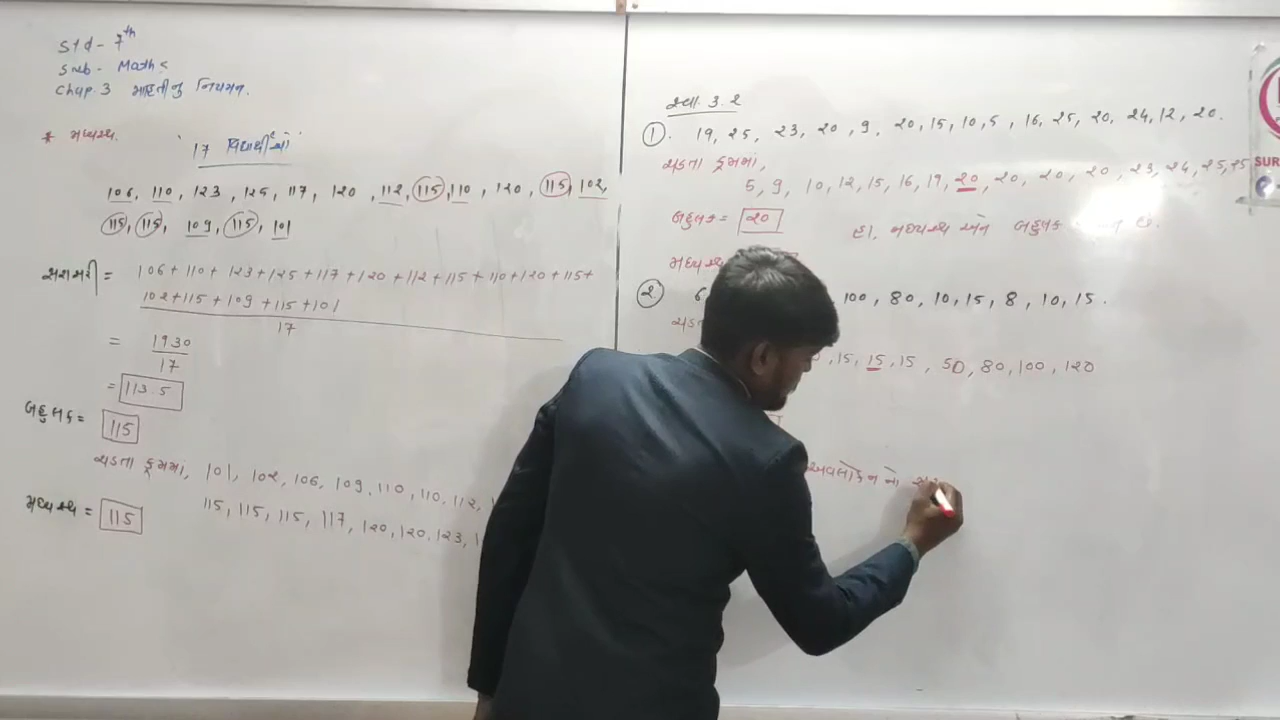 Std - 7th
Sub - Maths
Chap. 3 માહિતીનું નિયમન.
* મધ્યસ્થ.
17 વિદ્યાર્થીઓ
106, 110, 123, 125, 117, 120, 112, 115, 110, 120, 115, 102,
115, 115, 109, 115, 101
સરાસરી = 106 + 110 + 123 + 125 + 117 + 120 + 112 + 115 + 110 + 120 + 115 +
102 + 115 + 109 + 115 + 101
17
= 1930
17
= 113.5
બહુલક = 115
ચડતા ક્રમમાં, 101, 102, 106, 109, 110, 110, 112,
મધ્યસ્થ = 115
115, 115, 115, 117, 120, 120, 123,
સ્વા. 3.2
1. 19, 25, 23, 20, 9, 20, 15, 10, 5, 16, 25, 20, 24, 12, 20.
ચડતા ક્રમમાં,
5, 9, 10, 12, 15, 16, 19, 20, 20, 20, 20, 23, 24, 25, 25
બહુલક = 20
હા, મધ્યસ્થ અને બહુલક છે.
૨ 6 100, 80, 10, 15, 8, 10, 15.
, 15, 15, 15, 50, 80, 100, 120
અવલોકનનો
SUR